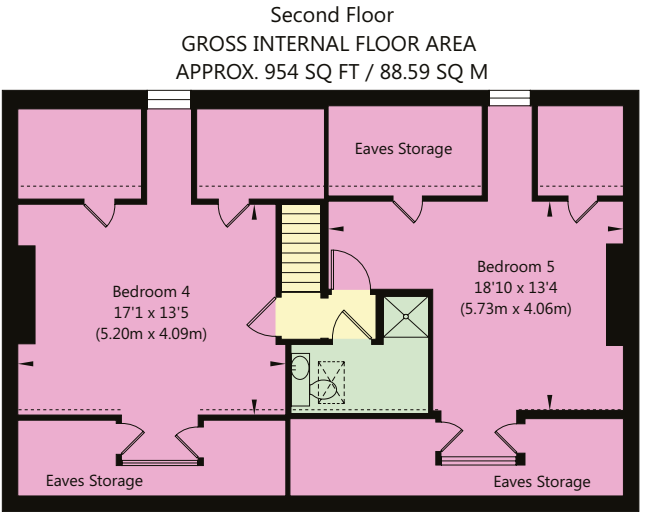 Second Floor
GROSS INTERNAL FLOOR AREA
APPROX. 954 SQ FT / 88.59 SQ M
Eaves Storage
Bedroom 4
17'1 x 13'5
(5.20m x 4.09m)
Bedroom 5
18'10 x 13'4
(5.73m x 4.06m)
Eaves Storage
Eaves Storage